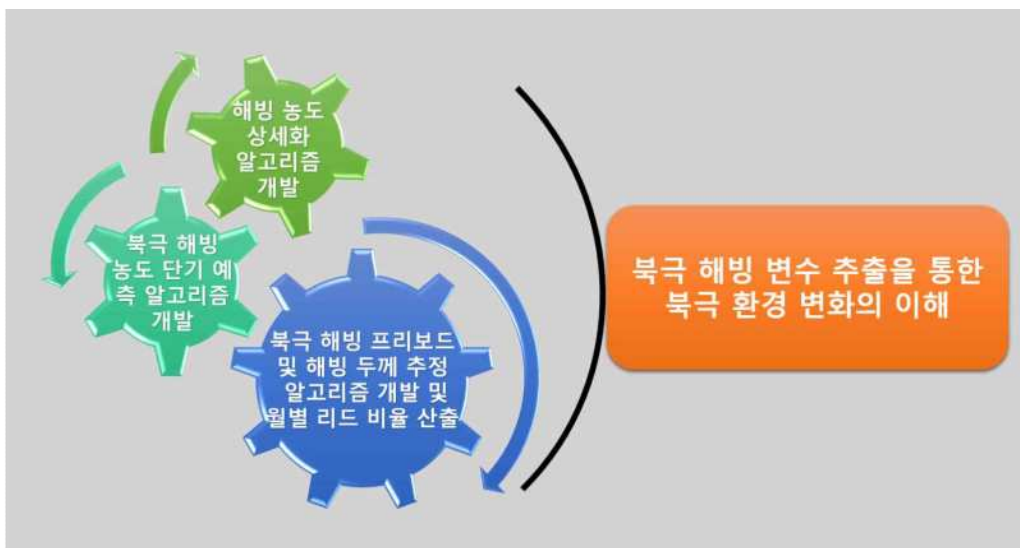 해빙 농도
상세화
알고리즘
개발
북극 해빙
농도 단기 예
측 알고리즘
개발
북극 해빙 프리보드
및 해빙 두께 추정
알고리즘 개발 및
월별 리드 비율 산출
북극 해빙 변수 추출을 통한
북극 환경 변화의 이해